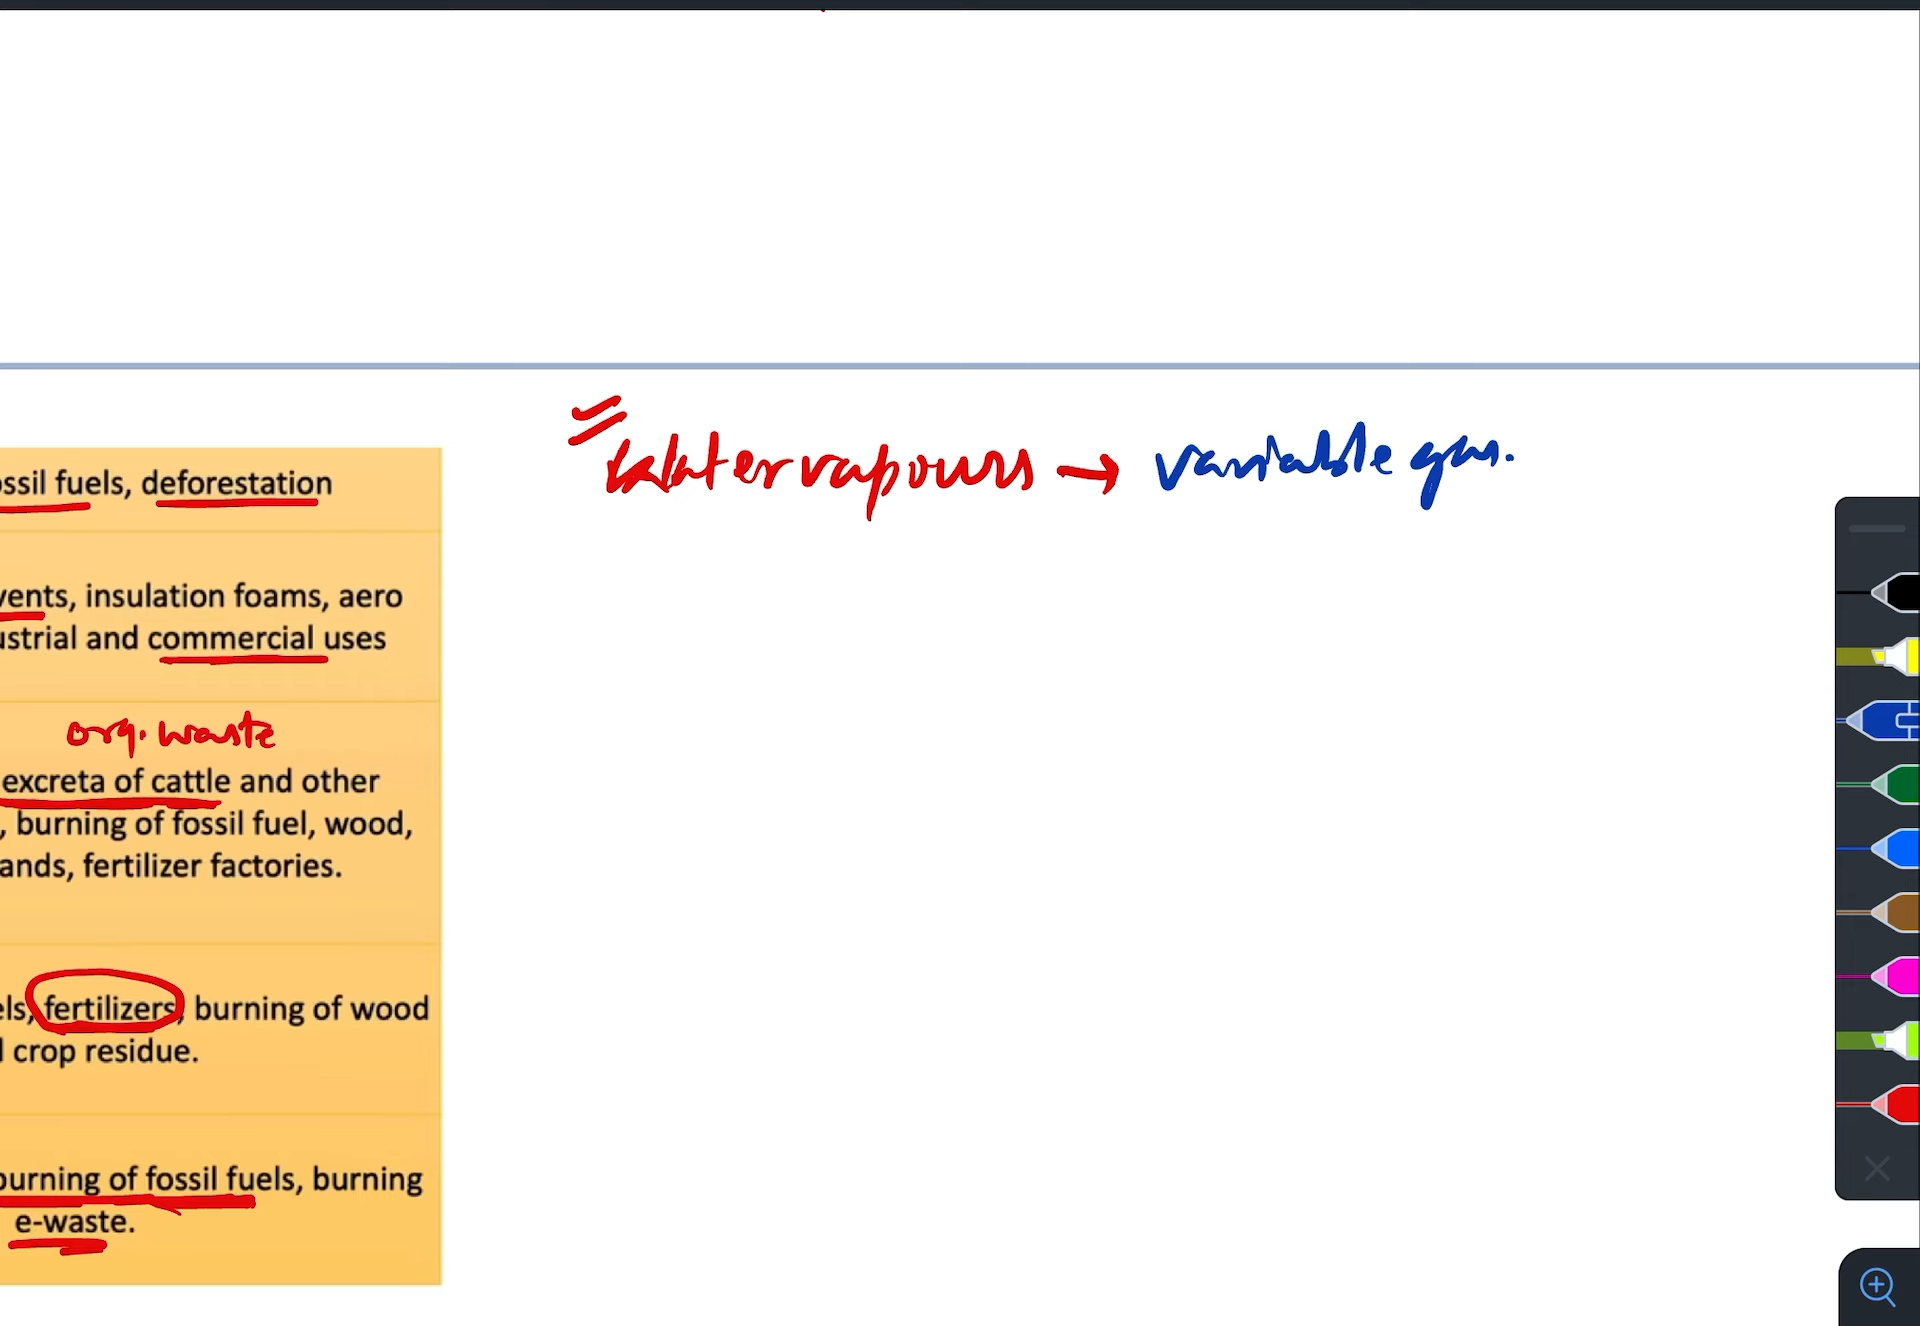 water vapours → variable gas.
ossil fuels, deforestation
vents, insulation foams, aero
ustrial and commercial uses
org. waste
excreta of cattle and other
, burning of fossil fuel, wood,
ands, fertilizer factories.
els, fertilizers, burning of wood
l crop residue.
burning of fossil fuels, burning
e-waste.